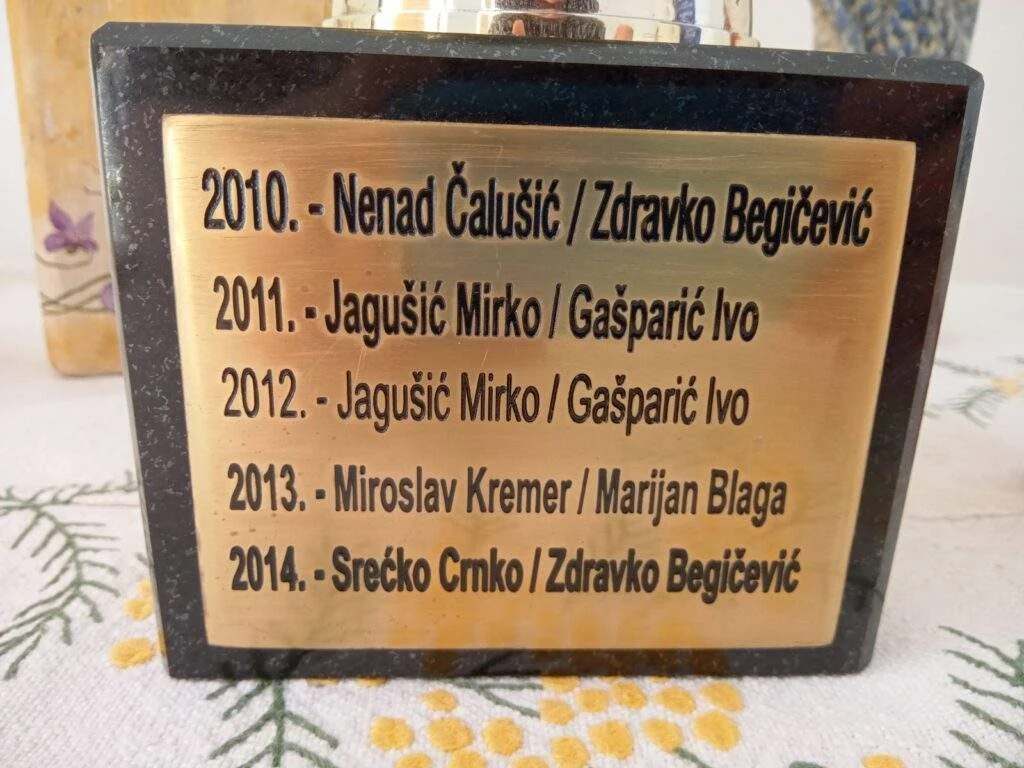 2010. - Nenad Čalušić / Zdravko Begičević
2011. - Jagušić Mirko / Gašparić Ivo
2012. - Jagušić Mirko / Gašparić Ivo
2013. - Miroslav Kremer / Marijan Blaga
2014. - Srećko Crnko / Zdravko Begičević